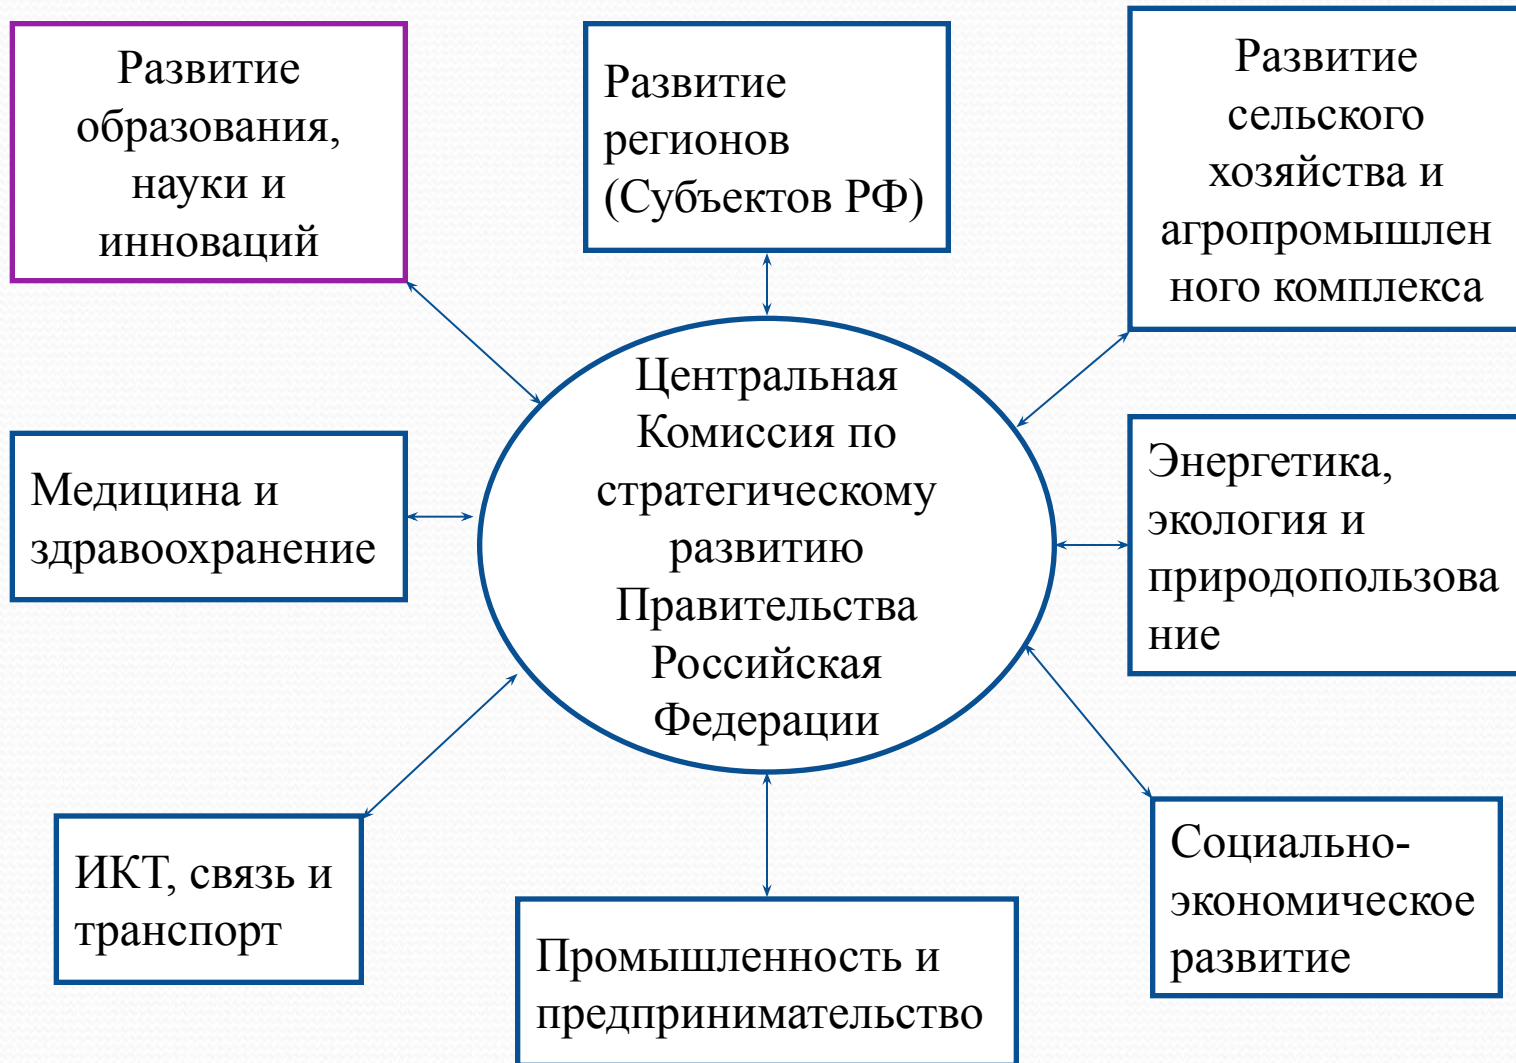 Развитие
образования,
науки и
инноваций
Развитие
регионов
(Субъектов РФ)
Развитие
сельского
хозяйства и
агропромышлен
ного комплекса
Центральная
Комиссия по
стратегическому
развитию
Правительства
Российская
Федерации
Медицина и
здравоохранение
Энергетика,
экология и
природопользова
ние
ИКТ, связь и
транспорт
Промышленность и
предпринимательство
Социально-
экономическое
развитие